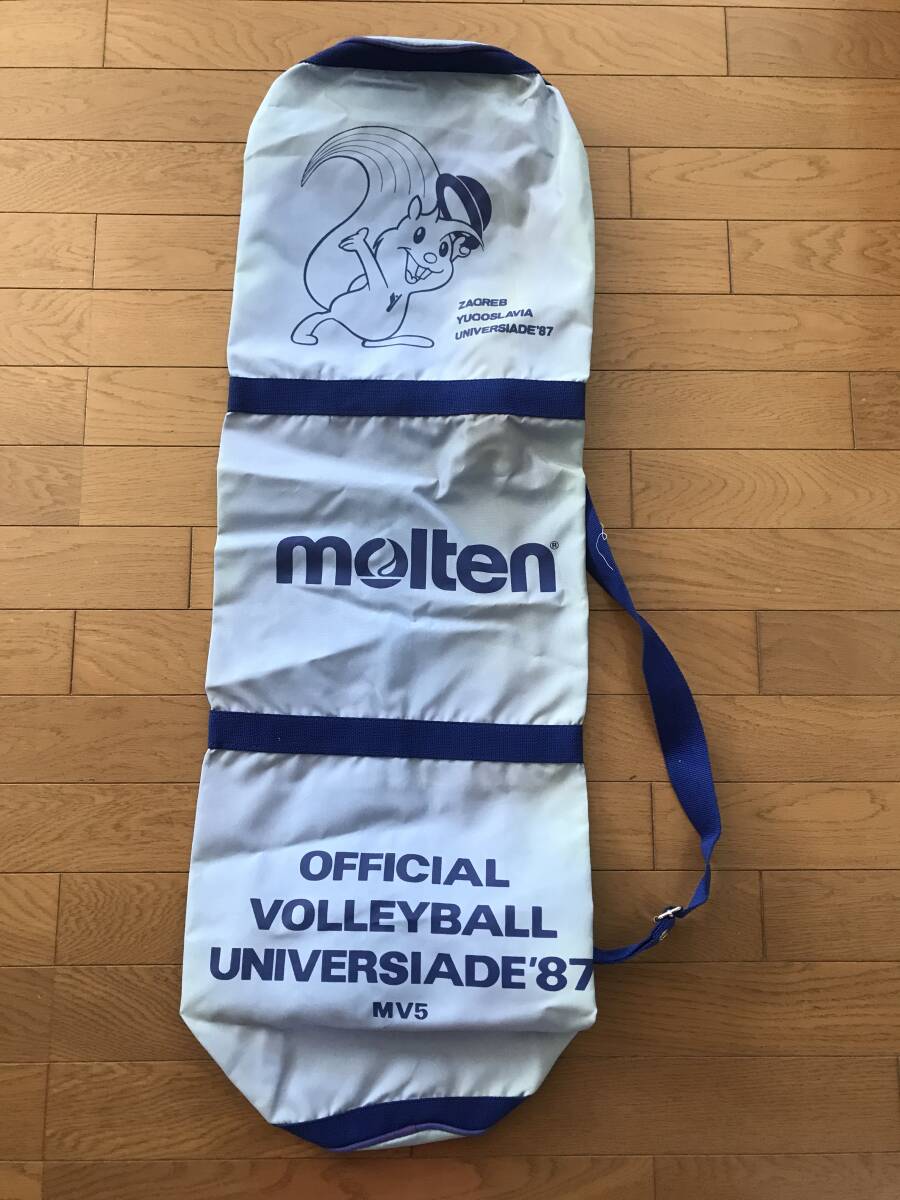 ZAGREB
YUGOSLAVIA
UNIVERSIADE'87
molten®
OFFICIAL
VOLLEYBALL
UNIVERSIADE'87
MV5